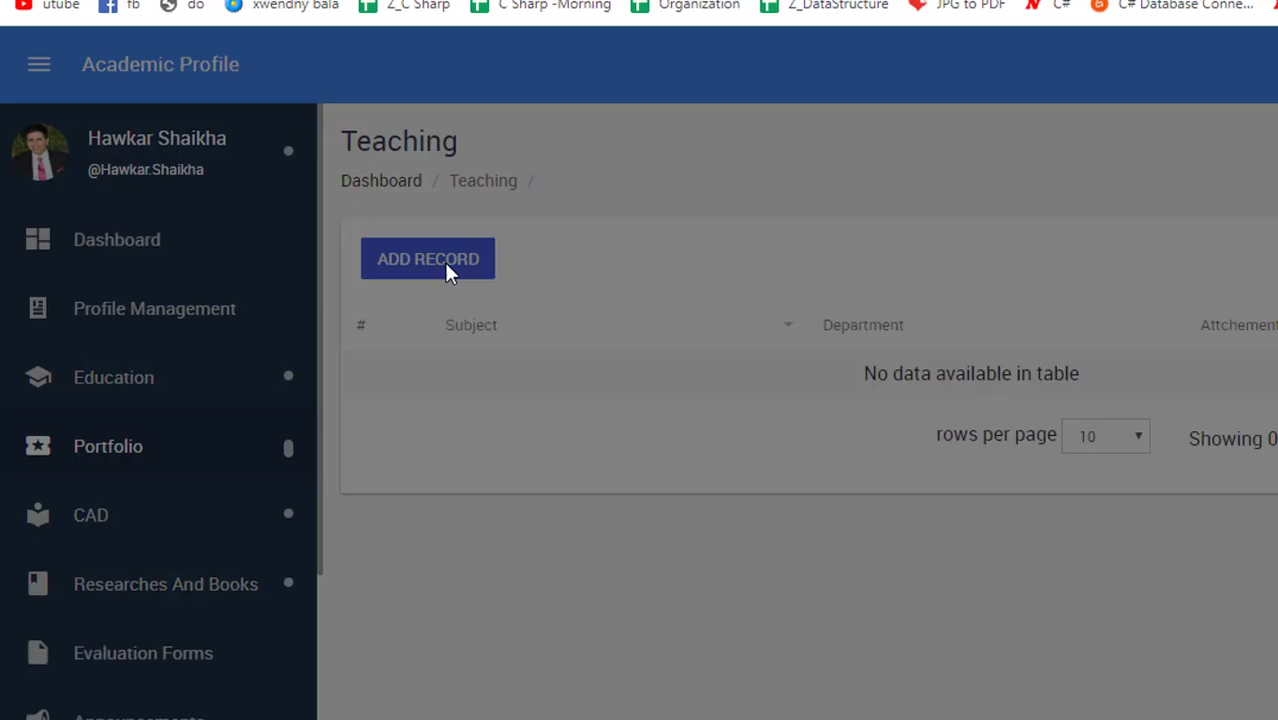 utube fb do xwendny bala Z_C Sharp C Sharp -Morning Organization Z_DataStructure JPG to PDF C# C# Database Conne...
Academic Profile
Hawkar Shaikha
@Hawkar.Shaikha
Dashboard
Profile Management
Education
Portfolio
CAD
Researches And Books
Evaluation Forms
Announcements
Teaching
Dashboard / Teaching /
ADD RECORD
# Subject Department Attchement
No data available in table
rows per page 10 Showing 0